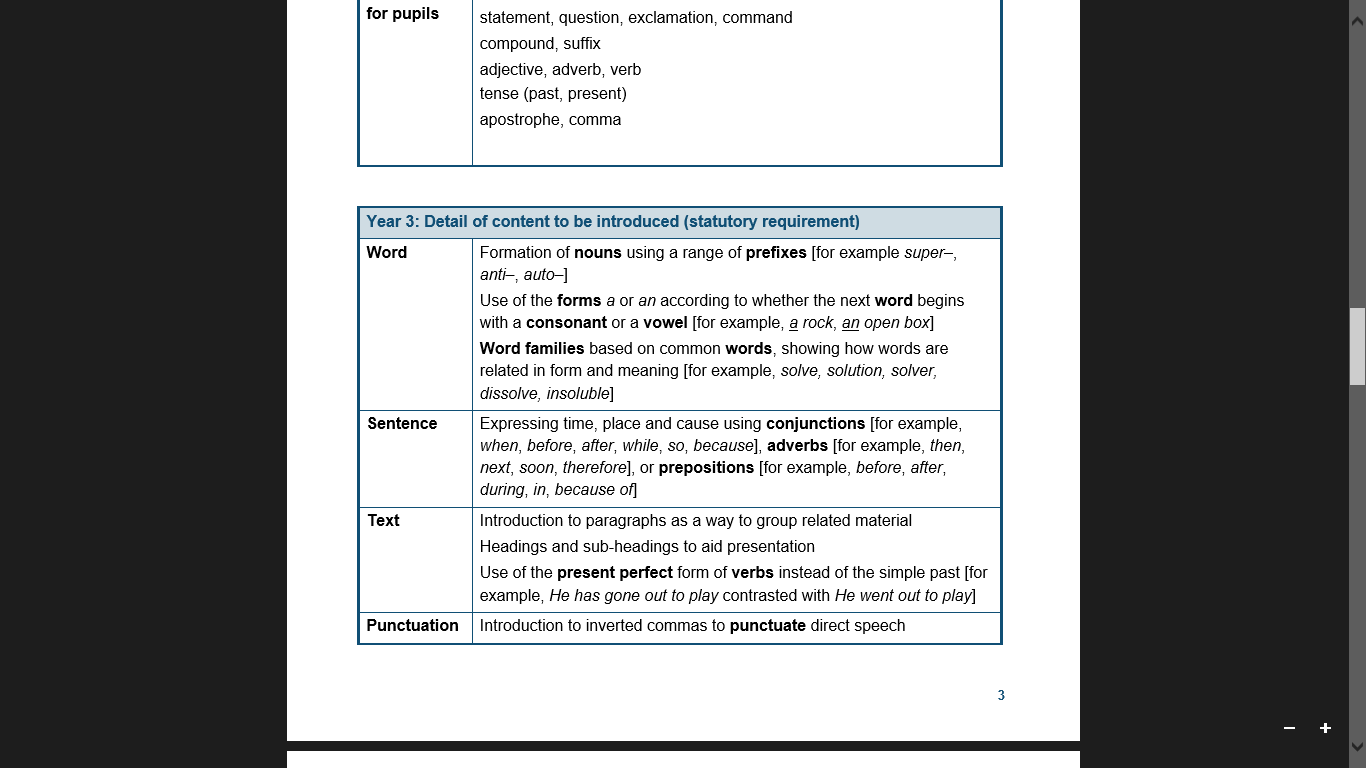 for pupils
statement, question, exclamation, command
compound, suffix
adjective, adverb, verb
tense (past, present)
apostrophe, comma
Year 3: Detail of content to be introduced (statutory requirement)
Word
Formation of nouns using a range of prefixes [for example super–,
anti–, auto–]
Use of the forms a or an according to whether the next word begins
with a consonant or a vowel [for example, a rock, an open box]
Word families based on common words, showing how words are
related in form and meaning [for example, solve, solution, solver,
dissolve, insoluble]
Sentence
Expressing time, place and cause using conjunctions [for example,
when, before, after, while, so, because], adverbs [for example, then,
next, soon, therefore], or prepositions [for example, before, after,
during, in, because of]
Text
Introduction to paragraphs as a way to group related material
Headings and sub-headings to aid presentation
Use of the present perfect form of verbs instead of the simple past [for
example, He has gone out to play contrasted with He went out to play]
Punctuation
Introduction to inverted commas to punctuate direct speech
3